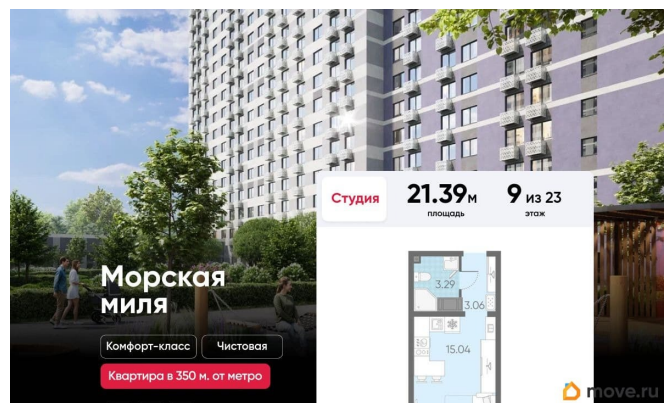 Студия
21.39 м
площадь
9 из 23
этаж
Морская
миля
3.29
3.06
15.04
Комфорт-класс
Чистовая
Квартира в 350 м. от метро
move.ru